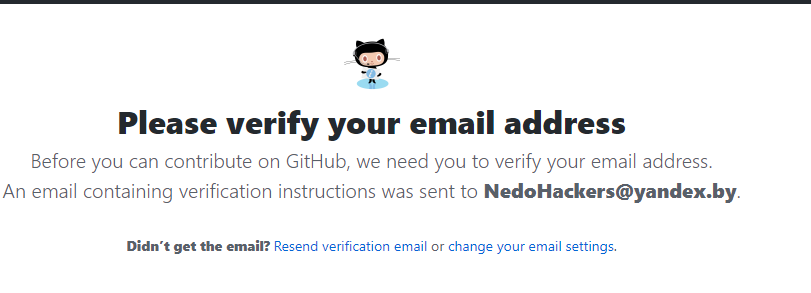 Please verify your email address
Before you can contribute on GitHub, we need you to verify your email address.
An email containing verification instructions was sent to NedoHackers@yandex.by.
Didn’t get the email? Resend verification email or change your email settings.